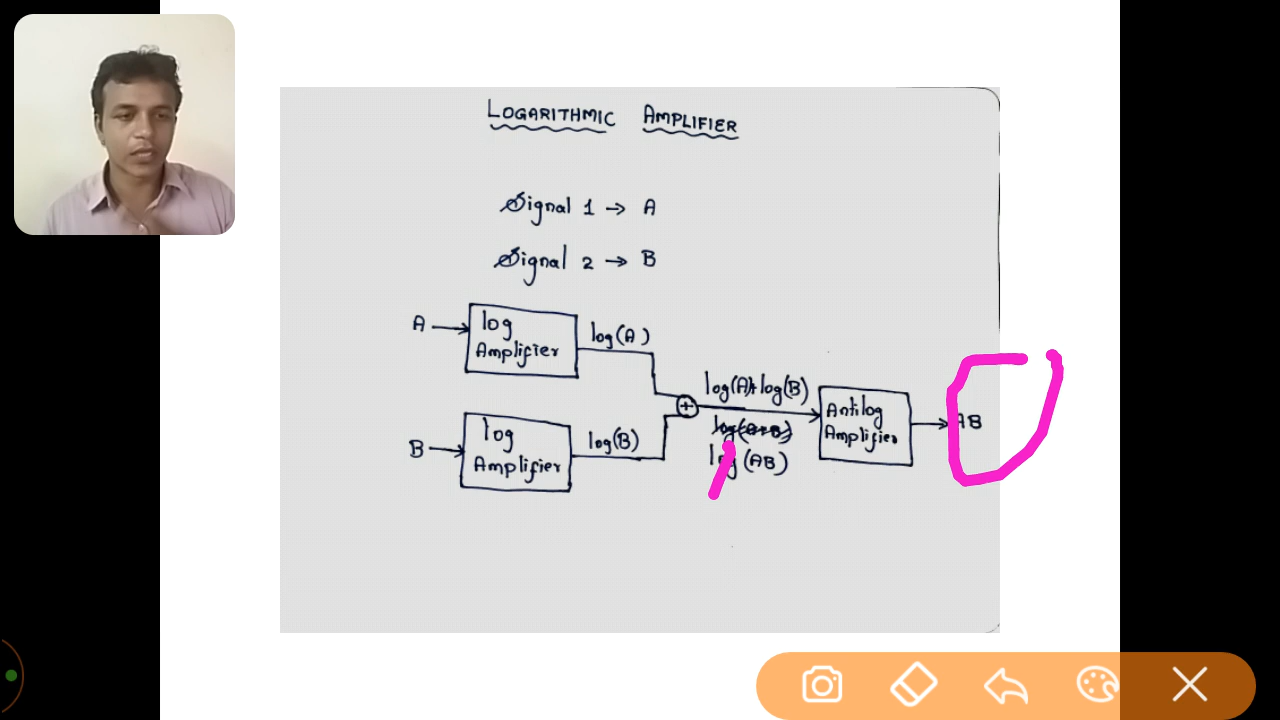 LOGARITHMIC AMPLIFIER
Signal 1 → A
Signal 2 → B
A
log
Amplifier
log(A)
B
log
Amplifier
log(B)
+
log(A)+log(B)
log(AB)
Antilog
Amplifier
AB